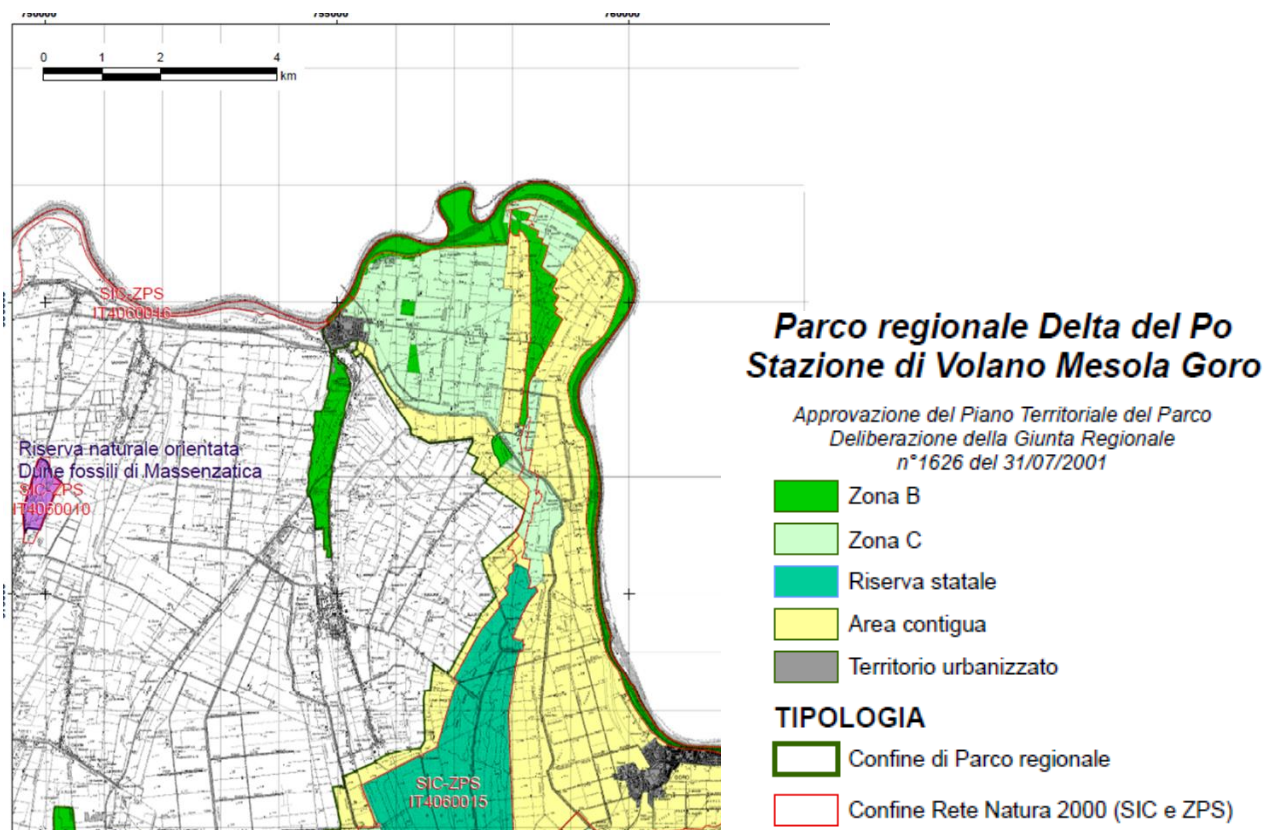 750000 755000 760000
0 1 2 4
km
SIC-ZPS
IT4060016
Riserva naturale orientata
Dune fossili di Massenzatica
SIC-ZPS
IT4060010
SIC-ZPS
IT4060015
GORO
Parco regionale Delta del Po
Stazione di Volano Mesola Goro
Approvazione del Piano Territoriale del Parco
Deliberazione della Giunta Regionale
n°1626 del 31/07/2001
Zona B
Zona C
Riserva statale
Area contigua
Territorio urbanizzato
TIPOLOGIA
Confine di Parco regionale
Confine Rete Natura 2000 (SIC e ZPS)